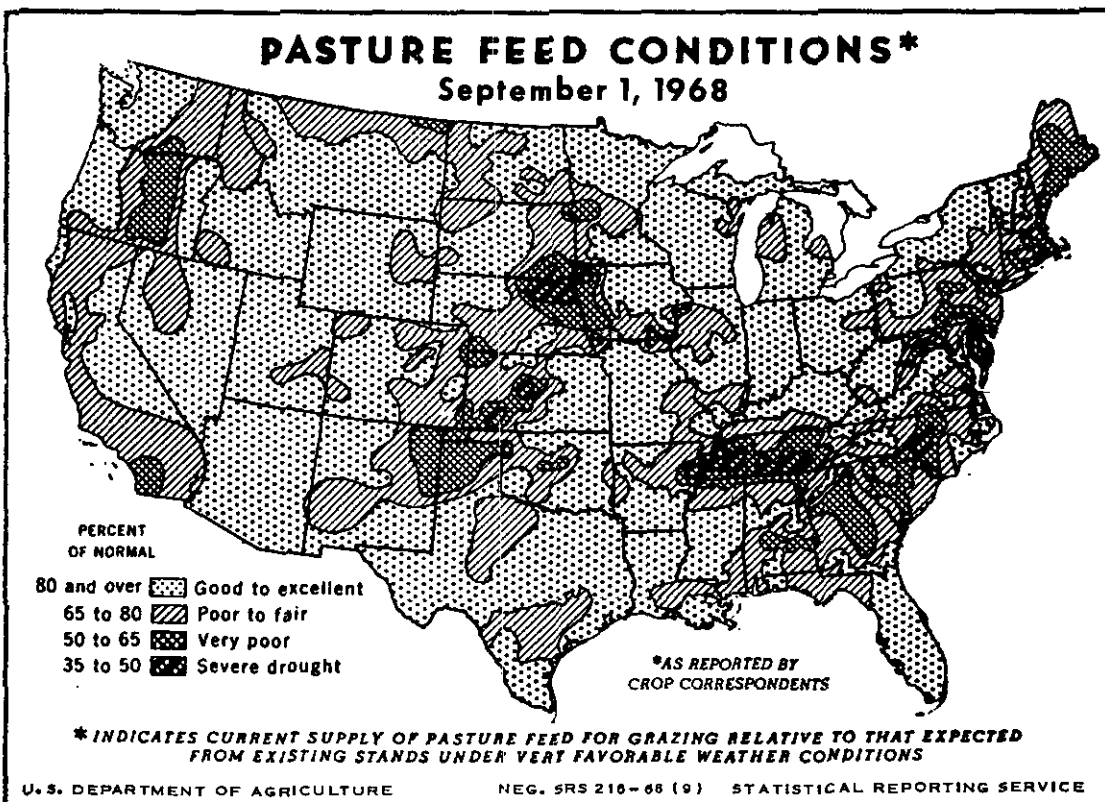 PASTURE FEED CONDITIONS*
September 1, 1968
PERCENT
OF NORMAL
80 and over Good to excellent
65 to 80 Poor to fair
50 to 65 Very poor
35 to 50 Severe drought
*AS REPORTED BY
CROP CORRESPONDENTS
* INDICATES CURRENT SUPPLY OF PASTURE FEED FOR GRAZING RELATIVE TO THAT EXPECTED
FROM EXISTING STANDS UNDER VERY FAVORABLE WEATHER CONDITIONS
U.S. DEPARTMENT OF AGRICULTURE NEG. SRS 216-68 (9) STATISTICAL REPORTING SERVICE